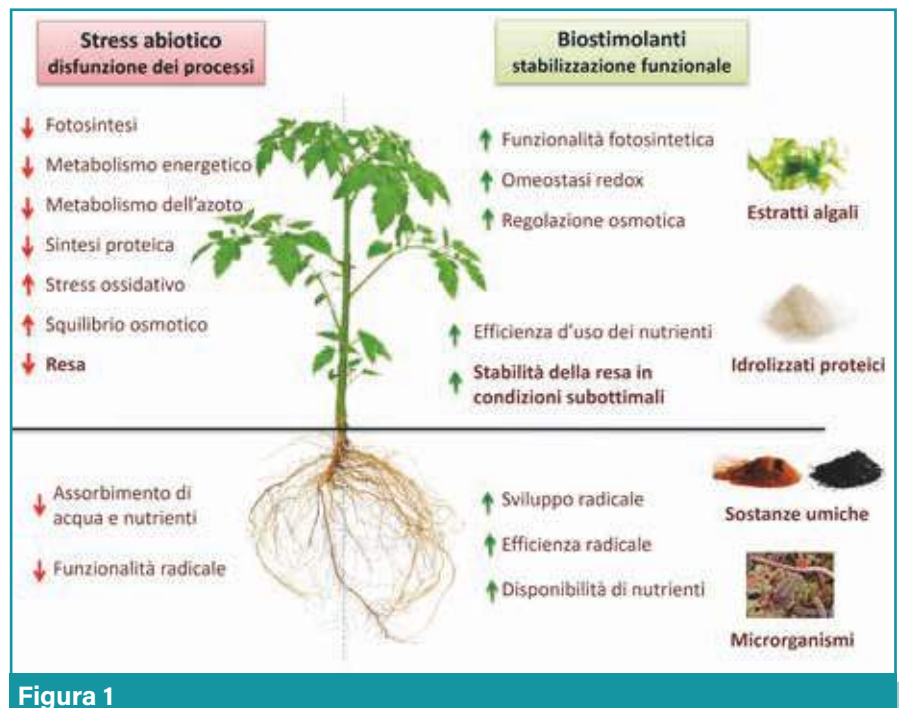 Stress abiotico
disfunzione dei processi
Fotosintesi
Metabolismo energetico
Metabolismo dell'azoto
Sintesi proteica
Stress ossidativo
Squilibrio osmotico
Resa
Assorbimento di
acqua e nutrienti
Funzionalità radicale
Biostimolanti
stabilizzazione funzionale
Funzionalità fotosintetica
Omeostasi redox
Regolazione osmotica
Efficienza d'uso dei nutrienti
Stabilità della resa in
condizioni subottimali
Sviluppo radicale
Efficienza radicale
Disponibilità di nutrienti
Estratti algali
Idrolizzati proteici
Sostanze umiche
Microrganismi
Figura 1